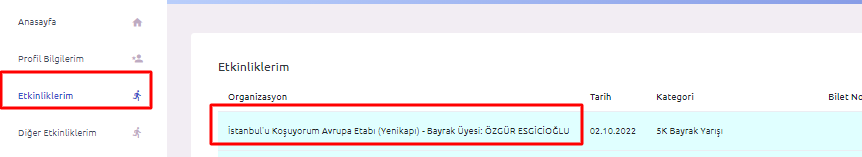 Anasayfa
Profil Bilgilerim
Etkinliklerim
Diğer Etkinliklerim
Etkinliklerim
Organizasyon Tarih Kategori Bilet No
İstanbul'u Koşuyorum Avrupa Etabı (Yenikapı) - Bayrak Üyesi: ÖZGÜR ESGİCİOĞLU 02.10.2022 5K Bayrak Yarışı